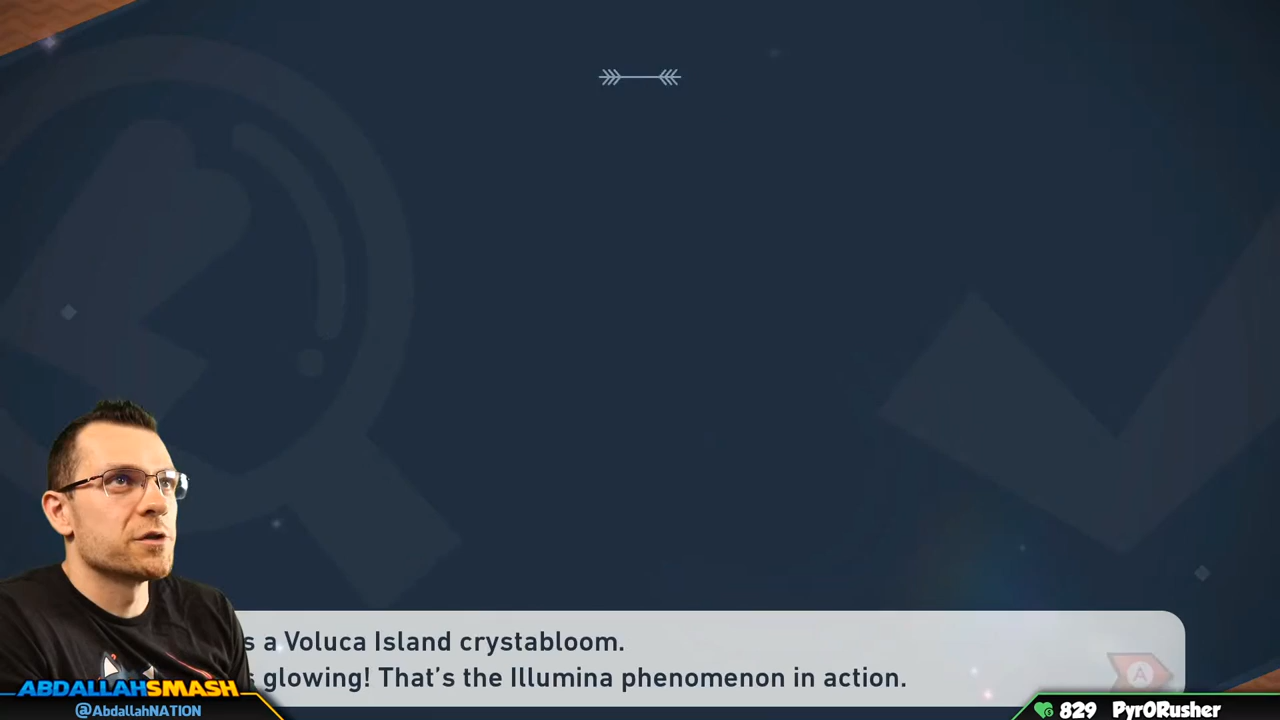 s a Voluca Island crystabloom.
s glowing! That's the Illumina phenomenon in action.
A
ABDALLAHSMASH
@AbdallahNATION
829 PyrORusher